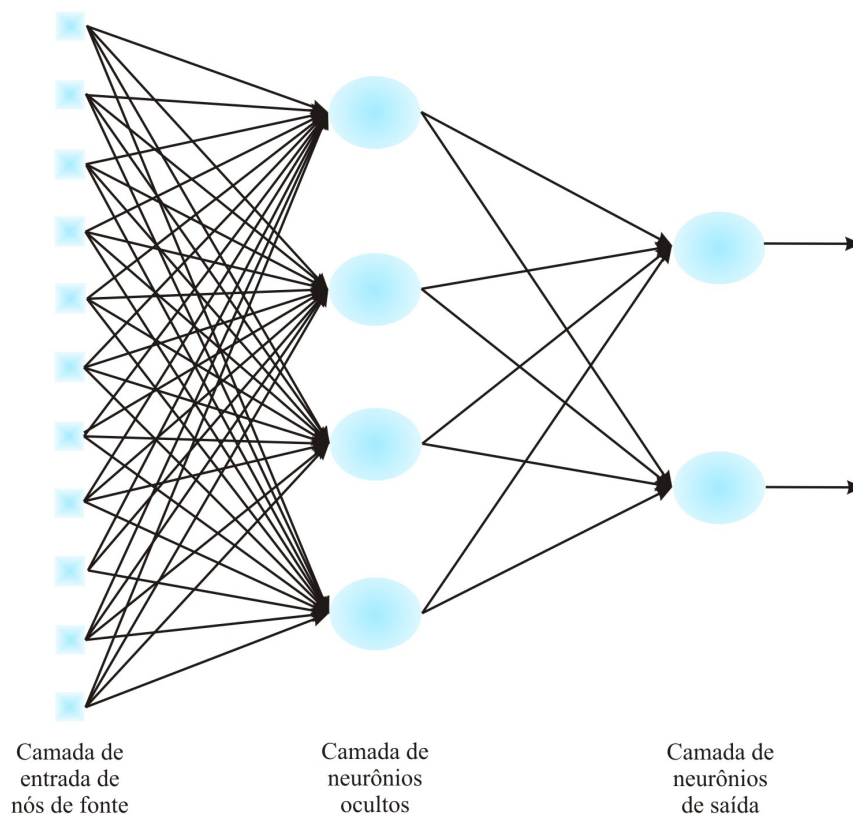 Camada de
entrada de
nós de fonte
Camada de
neurônios
ocultos
Camada de
neurônios
de saída